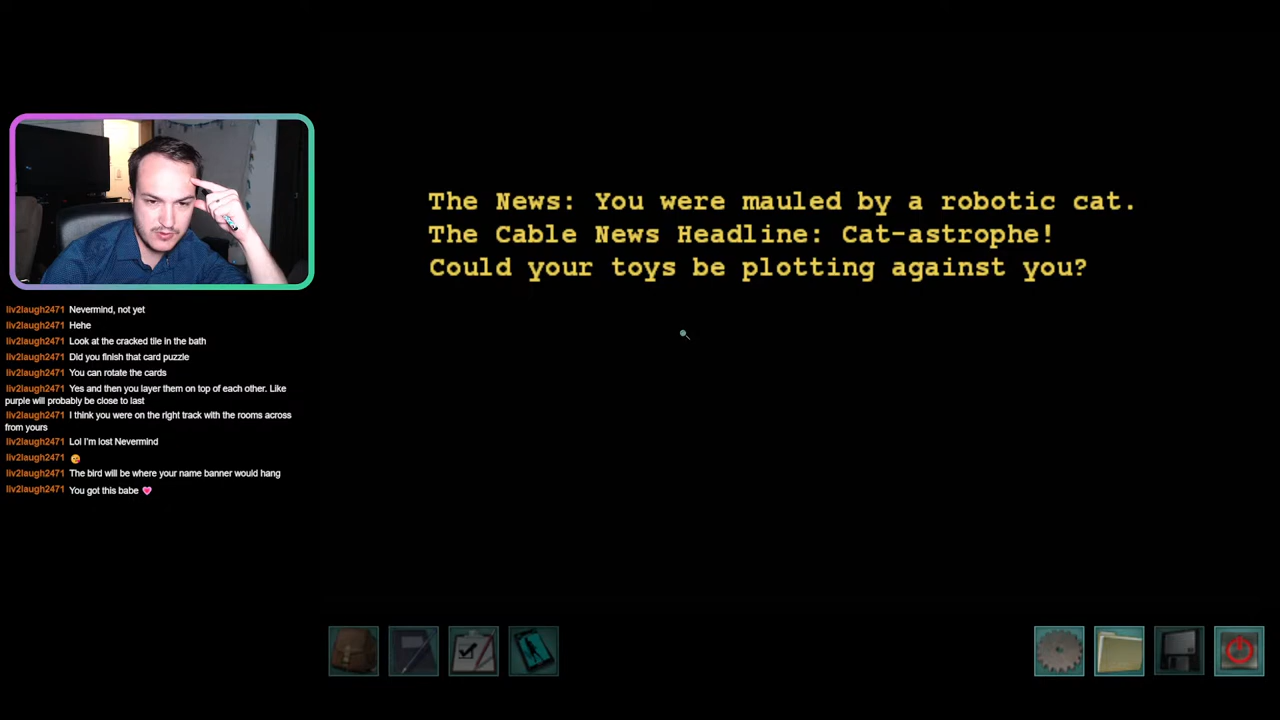 The News: You were mauled by a robotic cat.
The Cable News Headline: Cat-astrophe!
Could your toys be plotting against you?
liv2laugh2471 Nevermind, not yet
liv2laugh2471 Hehe
liv2laugh2471 Look at the cracked tile in the bath
liv2laugh2471 Did you finish that card puzzle
liv2laugh2471 You can rotate the cards
liv2laugh2471 Yes and then you layer them on top of each other. Like
purple will probably be close to last
liv2laugh2471 I think you were on the right track with the rooms across
from yours
liv2laugh2471 Lol I'm lost Nevermind
liv2laugh2471 😘
liv2laugh2471 The bird will be where your name banner would hang
liv2laugh2471 You got this babe 💗